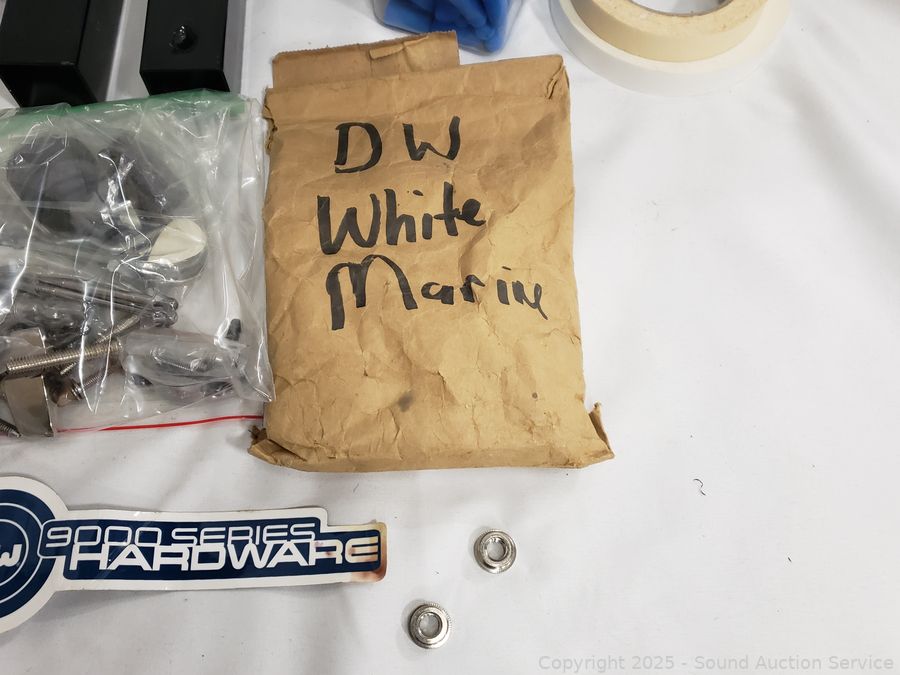 DW
White
Marine
9000 SERIES
HARDWARE
W
Copyright 2025 - Sound Auction Service